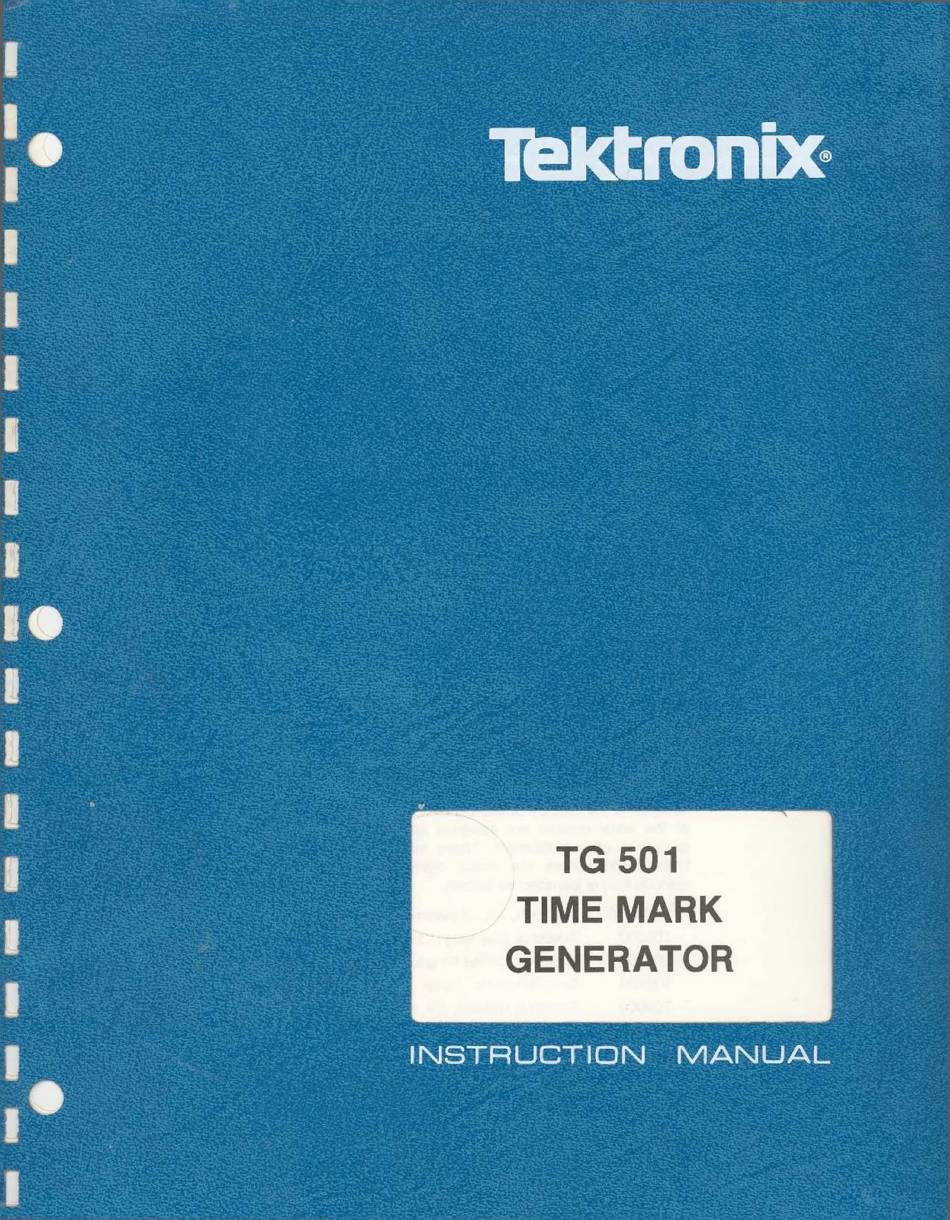 Tektronix®
TG 501
TIME MARK
GENERATOR
INSTRUCTION MANUAL